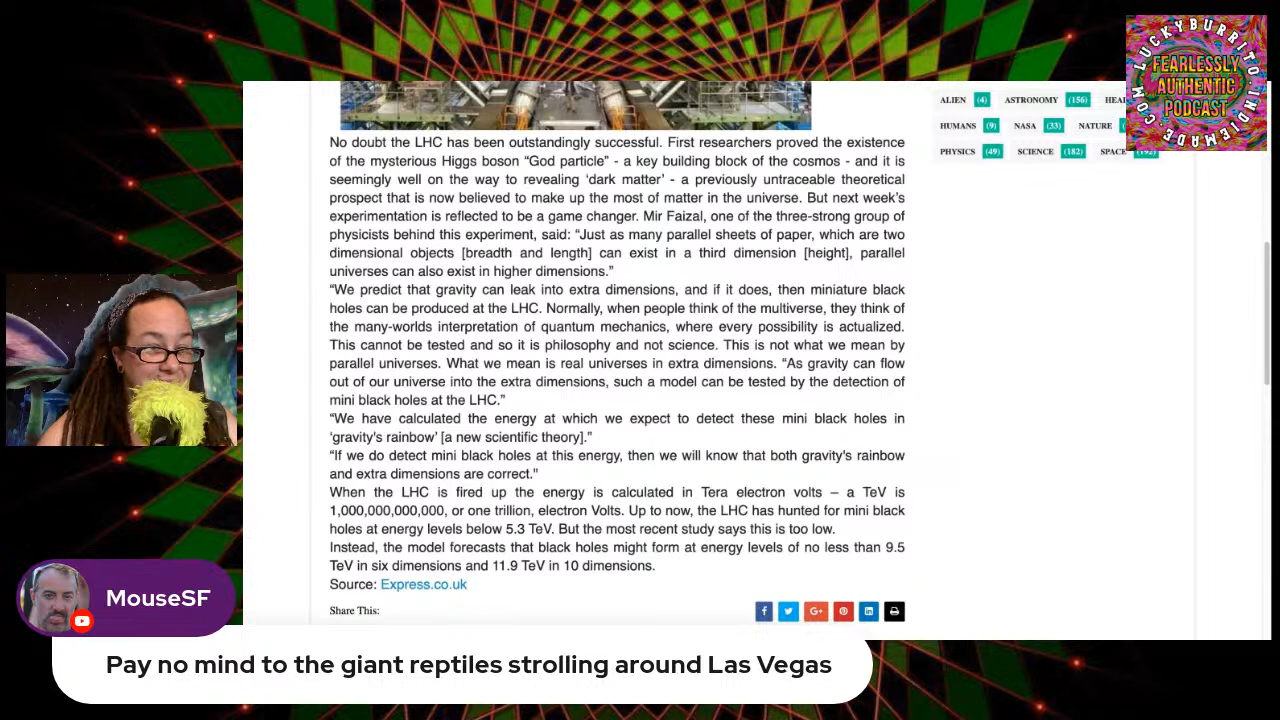 LUCKYBURRITO.INDIEMADE.COM
FEARLESSLY
AUTHENTIC
PODCAST
ALIEN (4) ASTRONOMY (156) HEAL
HUMANS (9) NASA (33) NATURE
PHYSICS (49) SCIENCE (182) SPACE (192)
No doubt the LHC has been outstandingly successful. First researchers proved the existence
of the mysterious Higgs boson “God particle” - a key building block of the cosmos - and it is
seemingly well on the way to revealing ‘dark matter’ - a previously untraceable theoretical
prospect that is now believed to make up the most of matter in the universe. But next week’s
experimentation is reflected to be a game changer. Mir Faizal, one of the three-strong group of
physicists behind this experiment, said: “Just as many parallel sheets of paper, which are two
dimensional objects [breadth and length] can exist in a third dimension [height], parallel
universes can also exist in higher dimensions.”
“We predict that gravity can leak into extra dimensions, and if it does, then miniature black
holes can be produced at the LHC. Normally, when people think of the multiverse, they think of
the many-worlds interpretation of quantum mechanics, where every possibility is actualized.
This cannot be tested and so it is philosophy and not science. This is not what we mean by
parallel universes. What we mean is real universes in extra dimensions. “As gravity can flow
out of our universe into the extra dimensions, such a model can be tested by the detection of
mini black holes at the LHC.”
“We have calculated the energy at which we expect to detect these mini black holes in
‘gravity's rainbow’ [a new scientific theory].”
“If we do detect mini black holes at this energy, then we will know that both gravity's rainbow
and extra dimensions are correct."
When the LHC is fired up the energy is calculated in Tera electron volts – a TeV is
1,000,000,000,000, or one trillion, electron Volts. Up to now, the LHC has hunted for mini black
holes at energy levels below 5.3 TeV. But the most recent study says this is too low.
Instead, the model forecasts that black holes might form at energy levels of no less than 9.5
TeV in six dimensions and 11.9 TeV in 10 dimensions.
Source: Express.co.uk
Share This:
MouseSF
Pay no mind to the giant reptiles strolling around Las Vegas